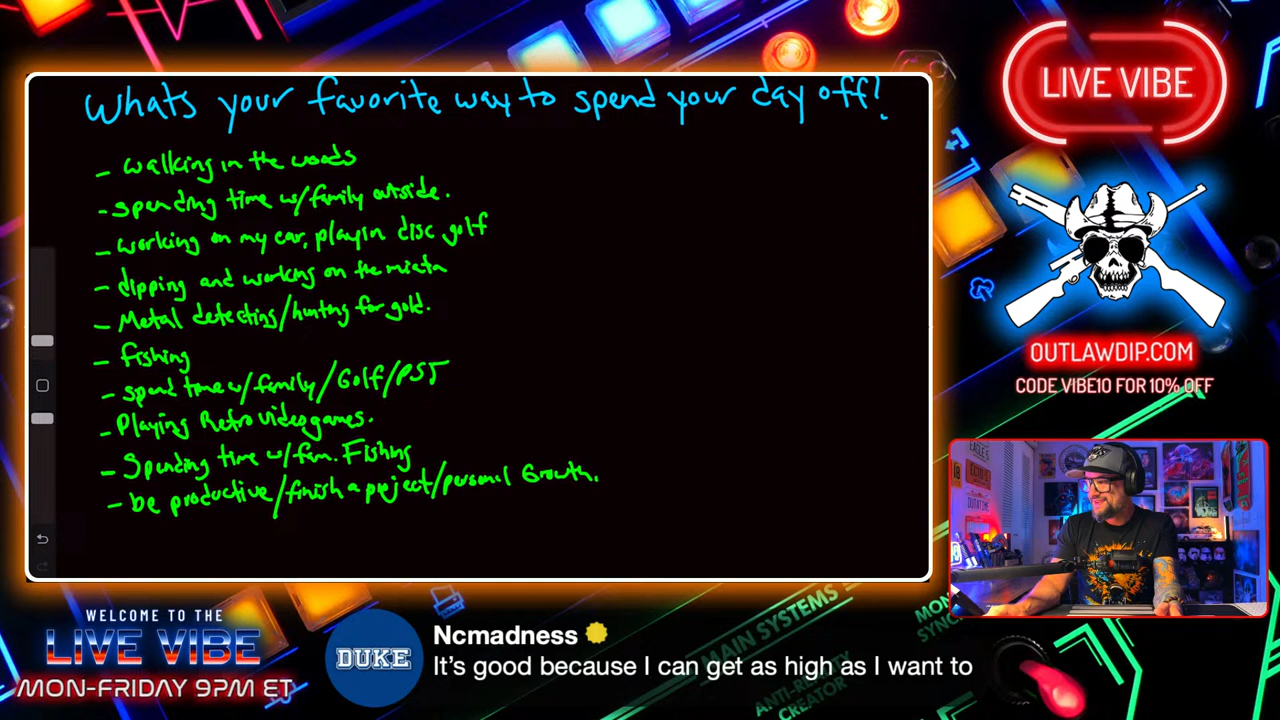 Whats your favorite way to spend your day off?
- walking in the woods
- spending time w/family outside.
- working on my car, playin disc golf
- dipping and working on the miata
- Metal detecting/hunting for gold.
- fishing
- spend time w/family/Golf/PST
- Playing Retro videogames.
- Spending time w/fam. Fishing
- be productive/finish a project/personal Growth.
LIVE VIBE
OUTLAWDIP.COM
CODE VIBE10 FOR 10% OFF
WELCOME TO THE
LIVE VIBE
MON-FRIDAY 9PM ET
DUKE
Ncmadness
It's good because I can get as high as I want to
MAIN SYSTEMS